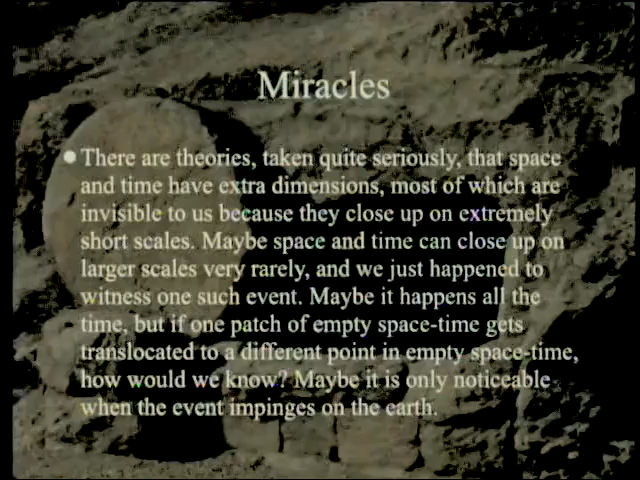 Miracles
● There are theories, taken quite seriously, that space
and time have extra dimensions, most of which are
invisible to us because they close up on extremely
short scales. Maybe space and time can close up on
larger scales very rarely, and we just happened to
witness one such event. Maybe it happens all the
time, but if one patch of empty space-time gets
translocated to a different point in empty space-time,
how would we know? Maybe it is only noticeable
when the event impinges on the earth.